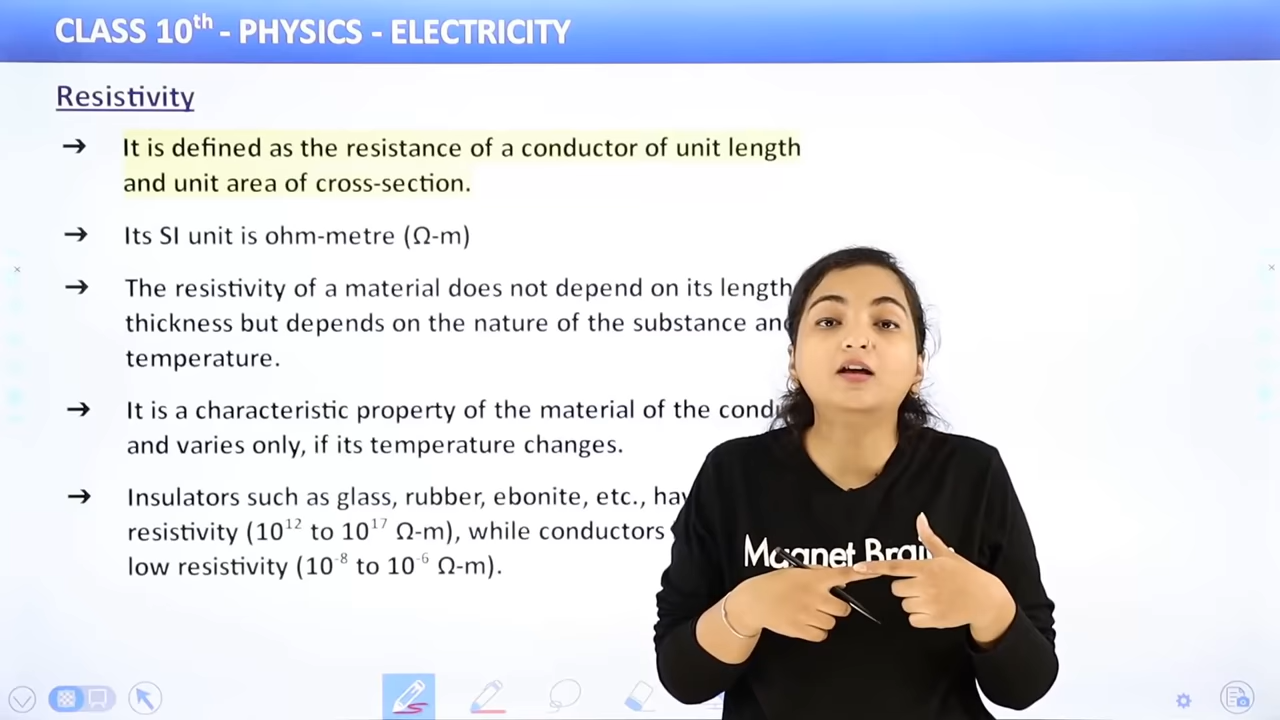 CLASS 10th - PHYSICS - ELECTRICITY
Resistivity
→ It is defined as the resistance of a conductor of unit length
and unit area of cross-section.
→ Its SI unit is ohm-metre (Ω-m)
→ The resistivity of a material does not depend on its length
thickness but depends on the nature of the substance
temperature.
→ It is a characteristic property of the material of the
and varies only, if its temperature changes.
→ Insulators such as glass, rubber, ebonite, etc.,
resistivity (10¹² to 10¹⁷ Ω-m), while conductors
low resistivity (10⁻⁸ to 10⁻⁶ Ω-m).
Magnet